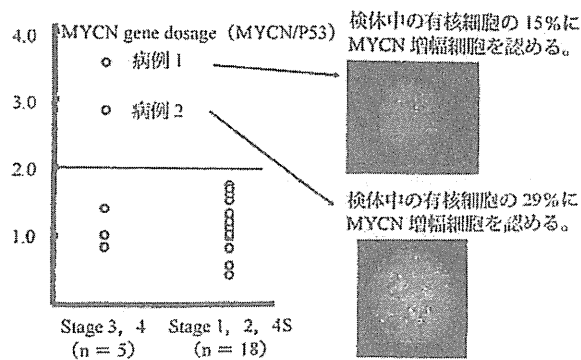 MYCN gene dosage (MYCN/P53)
4.0
3.0
2.0
1.0
病例 1
病例 2
Stage 3, 4
(n = 5)
Stage 1, 2, 4S
(n = 18)
検体中の有核細胞の 15%に
MYCN 増幅細胞を認める。
検体中の有核細胞の 29%に
MYCN 増幅細胞を認める。